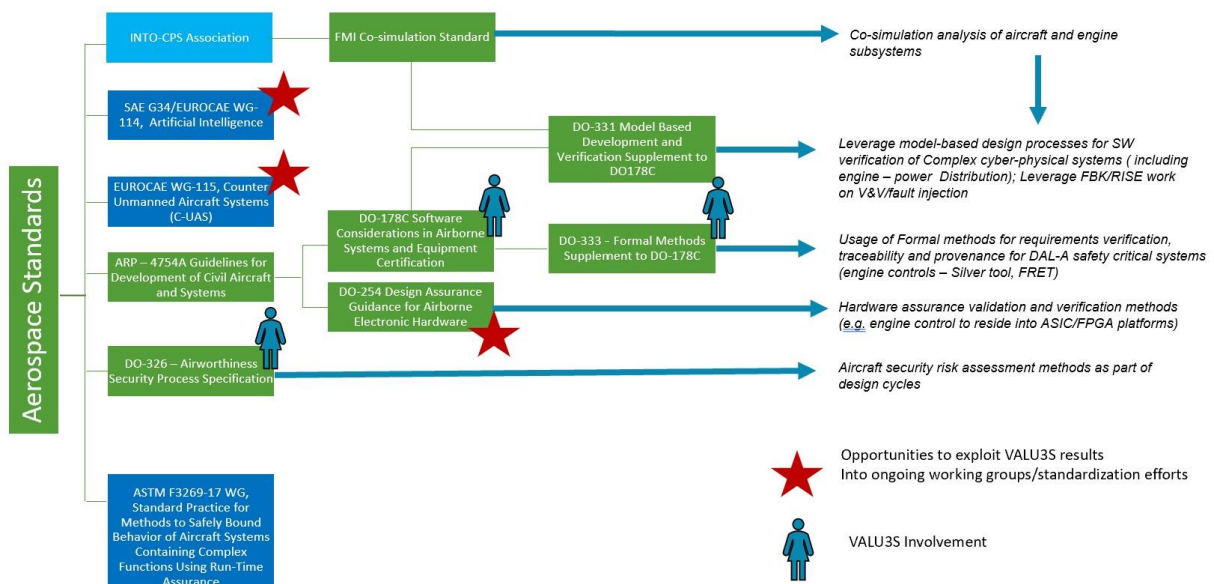 Aerospace Standards
INTO-CPS Association
FMI Co-simulation Standard
Co-simulation analysis of aircraft and engine
subsystems
SAE G34/EUROCAE WG-
114, Artificial Intelligence
DO-331 Model Based
Development and
Verification Supplement to
DO178C
Leverage model-based design processes for SW
verification of Complex cyber-physical systems ( including
engine – power Distribution); Leverage FBK/RISE work
on V&V/fault injection
EUROCAE WG-115, Counter
Unmanned Aircraft Systems
(C-UAS)
DO-178C Software
Considerations in Airborne
Systems and Equipment
Certification
DO-333 - Formal Methods
Supplement to DO-178C
Usage of Formal methods for requirements verification,
traceability and provenance for DAL-A safety critical systems
(engine controls – Silver tool, FRET)
ARP – 4754A Guidelines for
Development of Civil Aircraft
and Systems
DO-254 Design Assurance
Guidance for Airborne
Electronic Hardware
Hardware assurance validation and verification methods
(e.g. engine control to reside into ASIC/FPGA platforms)
DO-326 – Airworthiness
Security Process Specification
Aircraft security risk assessment methods as part of
design cycles
ASTM F3269-17 WG,
Standard Practice for
Methods to Safely Bound
Behavior of Aircraft Systems
Containing Complex
Functions Using Run-Time
Assurance
Opportunities to exploit VALU3S results
Into ongoing working groups/standardization efforts
VALU3S Involvement